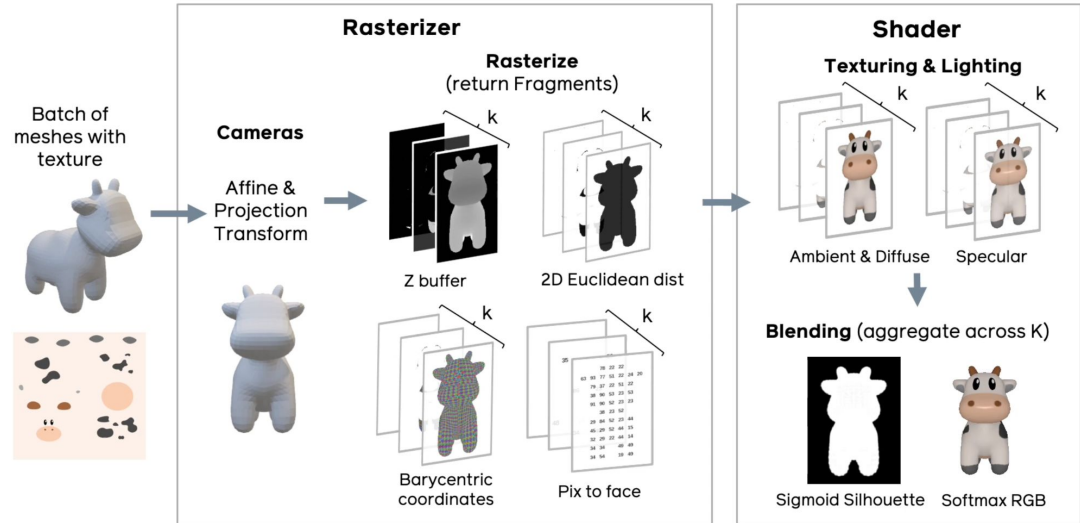 Rasterizer
Shader
Batch of
meshes with
texture
Cameras
Affine &
Projection
Transform
Rasterize
(return Fragments)
k
k
Z buffer
2D Euclidean dist
k
k
Barycentric
coordinates
Pix to face
Texturing & Lighting
k
k
Ambient & Diffuse
Specular
Blending (aggregate across K)
Sigmoid Silhouette
Softmax RGB